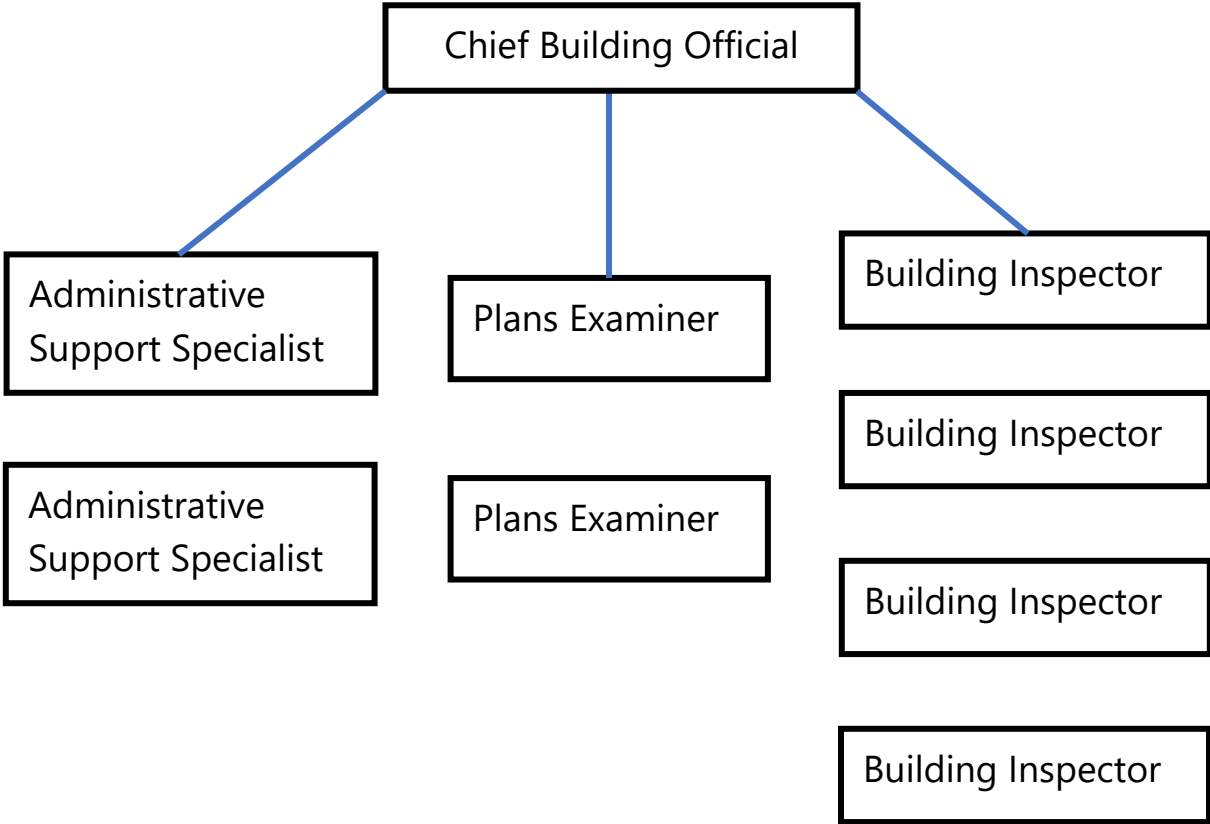 Chief Building Official
Administrative
Support Specialist
Plans Examiner
Building Inspector
Building Inspector
Administrative
Support Specialist
Plans Examiner
Building Inspector
Building Inspector